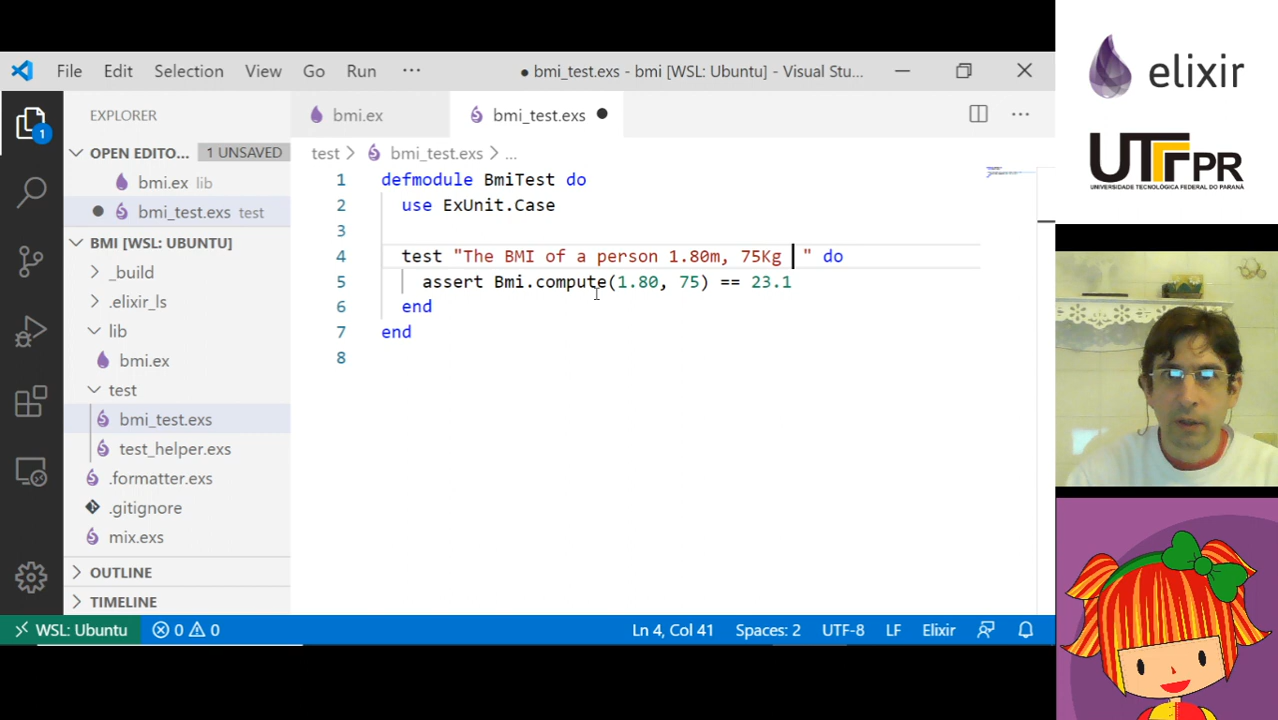 File Edit Selection View Go Run ··· ● bmi_test.exs - bmi [WSL: Ubuntu] - Visual Stu...
EXPLORER
OPEN EDITO... 1 UNSAVED
bmi.ex lib
bmi_test.exs test
BMI [WSL: UBUNTU]
_build
.elixir_ls
lib
bmi.ex
test
bmi_test.exs
test_helper.exs
.formatter.exs
.gitignore
mix.exs
OUTLINE
TIMELINE
1
bmi.ex bmi_test.exs
test > bmi_test.exs > ...
1 defmodule BmiTest do
2 use ExUnit.Case
3
4 test "The BMI of a person 1.80m, 75Kg " do
5 assert Bmi.compute(1.80, 75) == 23.1
6 end
7 end
8
WSL: Ubuntu 0 0 Ln 4, Col 41 Spaces: 2 UTF-8 LF Elixir
elixir
UTFPR
UNIVERSIDADE TECNOLÓGICA FEDERAL DO PARANÁ